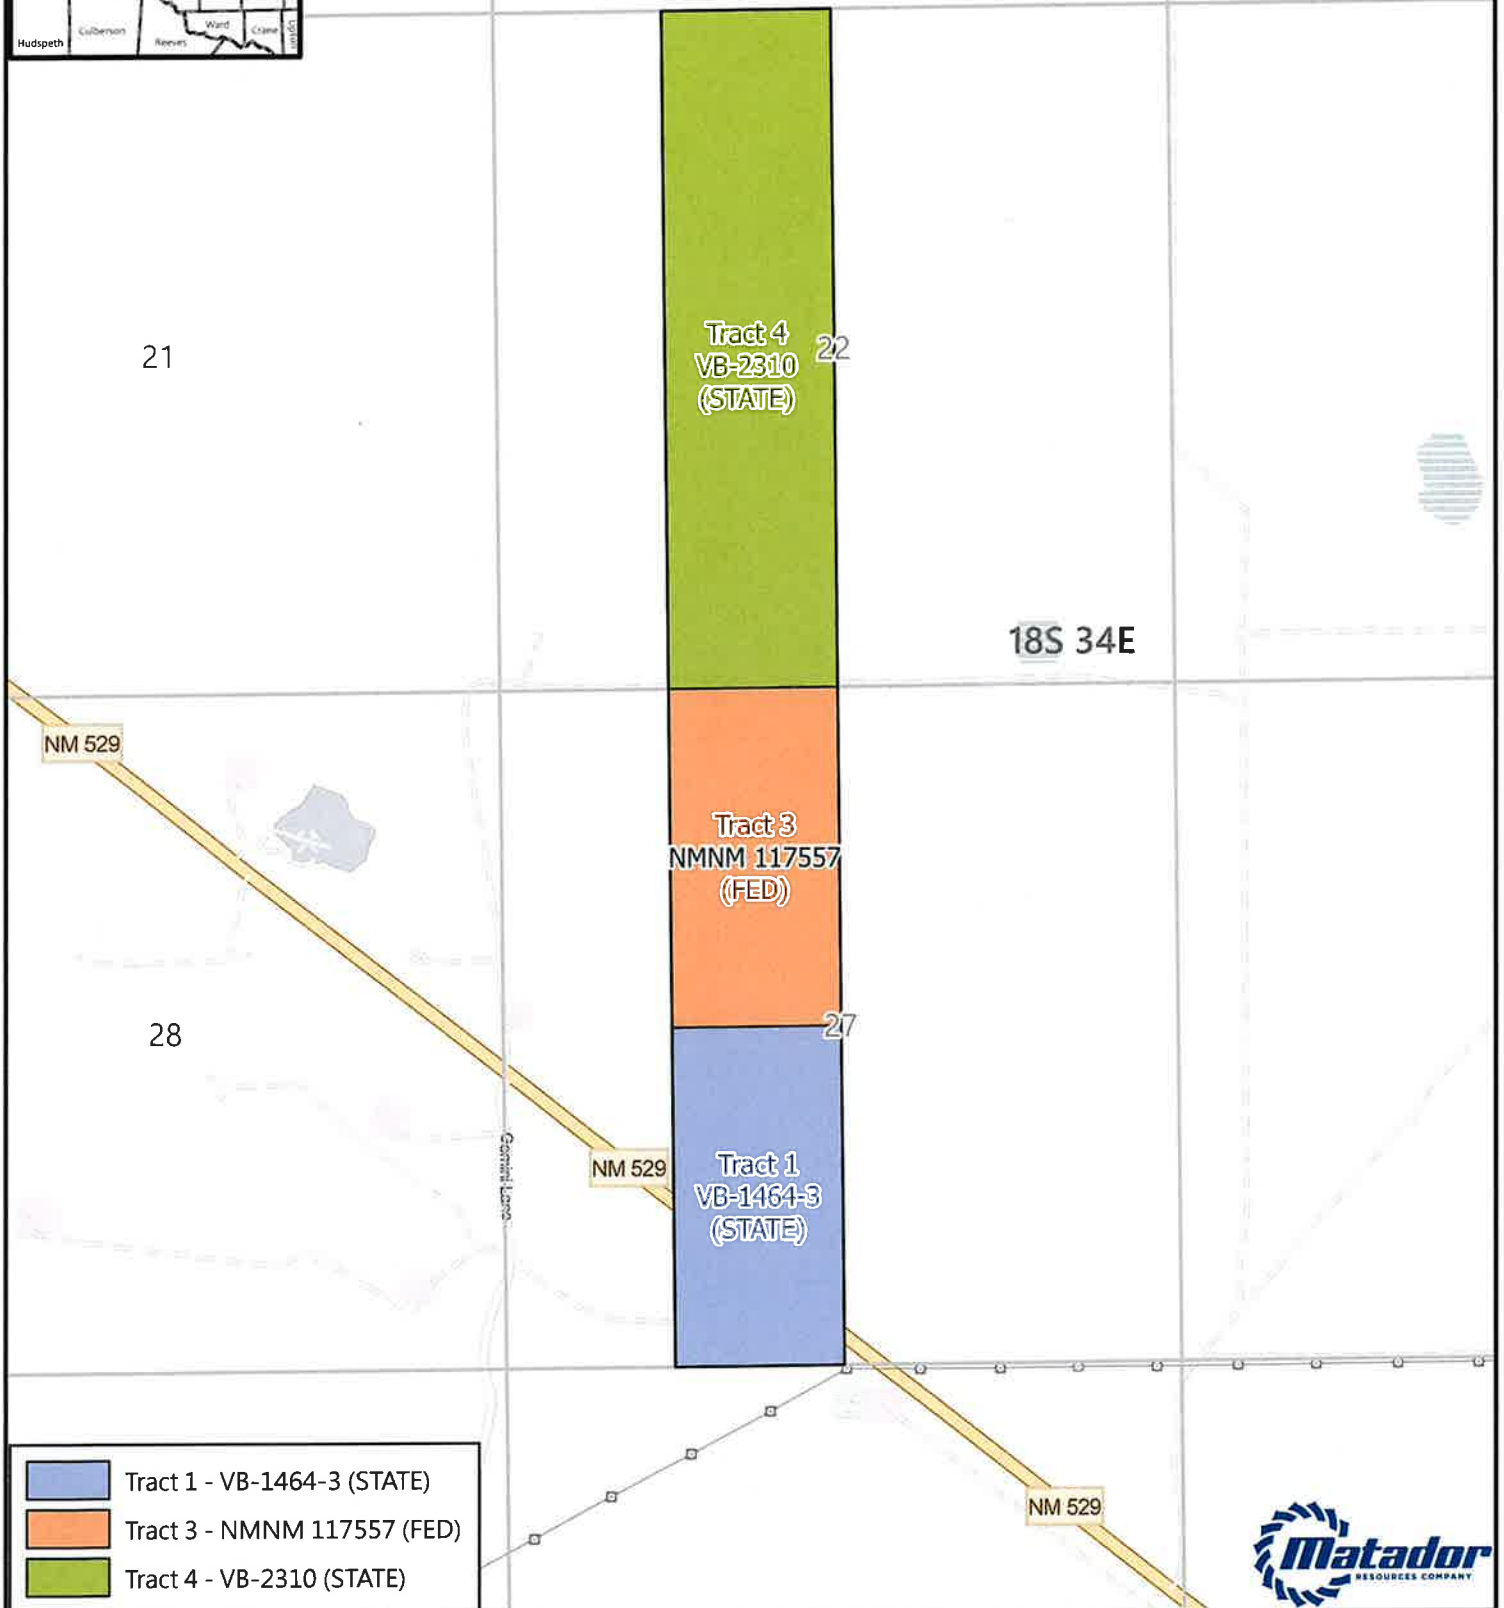 Culberson
Ward
Crane
Upton
Reeves
Hudspeth
21
Tract 4
VB-2310
(STATE)
22
18S 34E
NM 529
Tract 3
NMNM 117557
(FED)
27
28
Gemini Lane
NM 529
Tract 1
VB-1464-3
(STATE)
Tract 1 - VB-1464-3 (STATE)
Tract 3 - NMNM 117557 (FED)
Tract 4 - VB-2310 (STATE)
NM 529
Matador
RESOURCES COMPANY